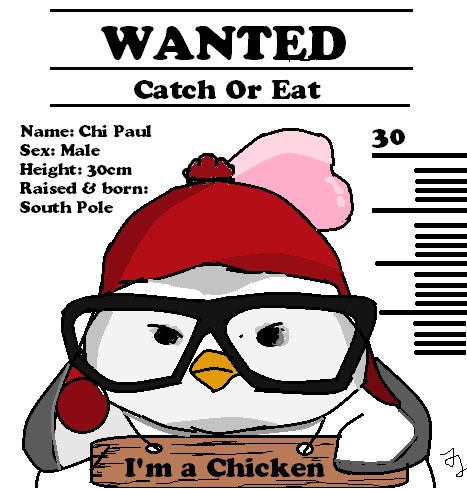 WANTED
Catch Or Eat
Name: Chi Paul
Sex: Male
Height: 30cm
Raised & born:
South Pole
30
I'm a Chicken